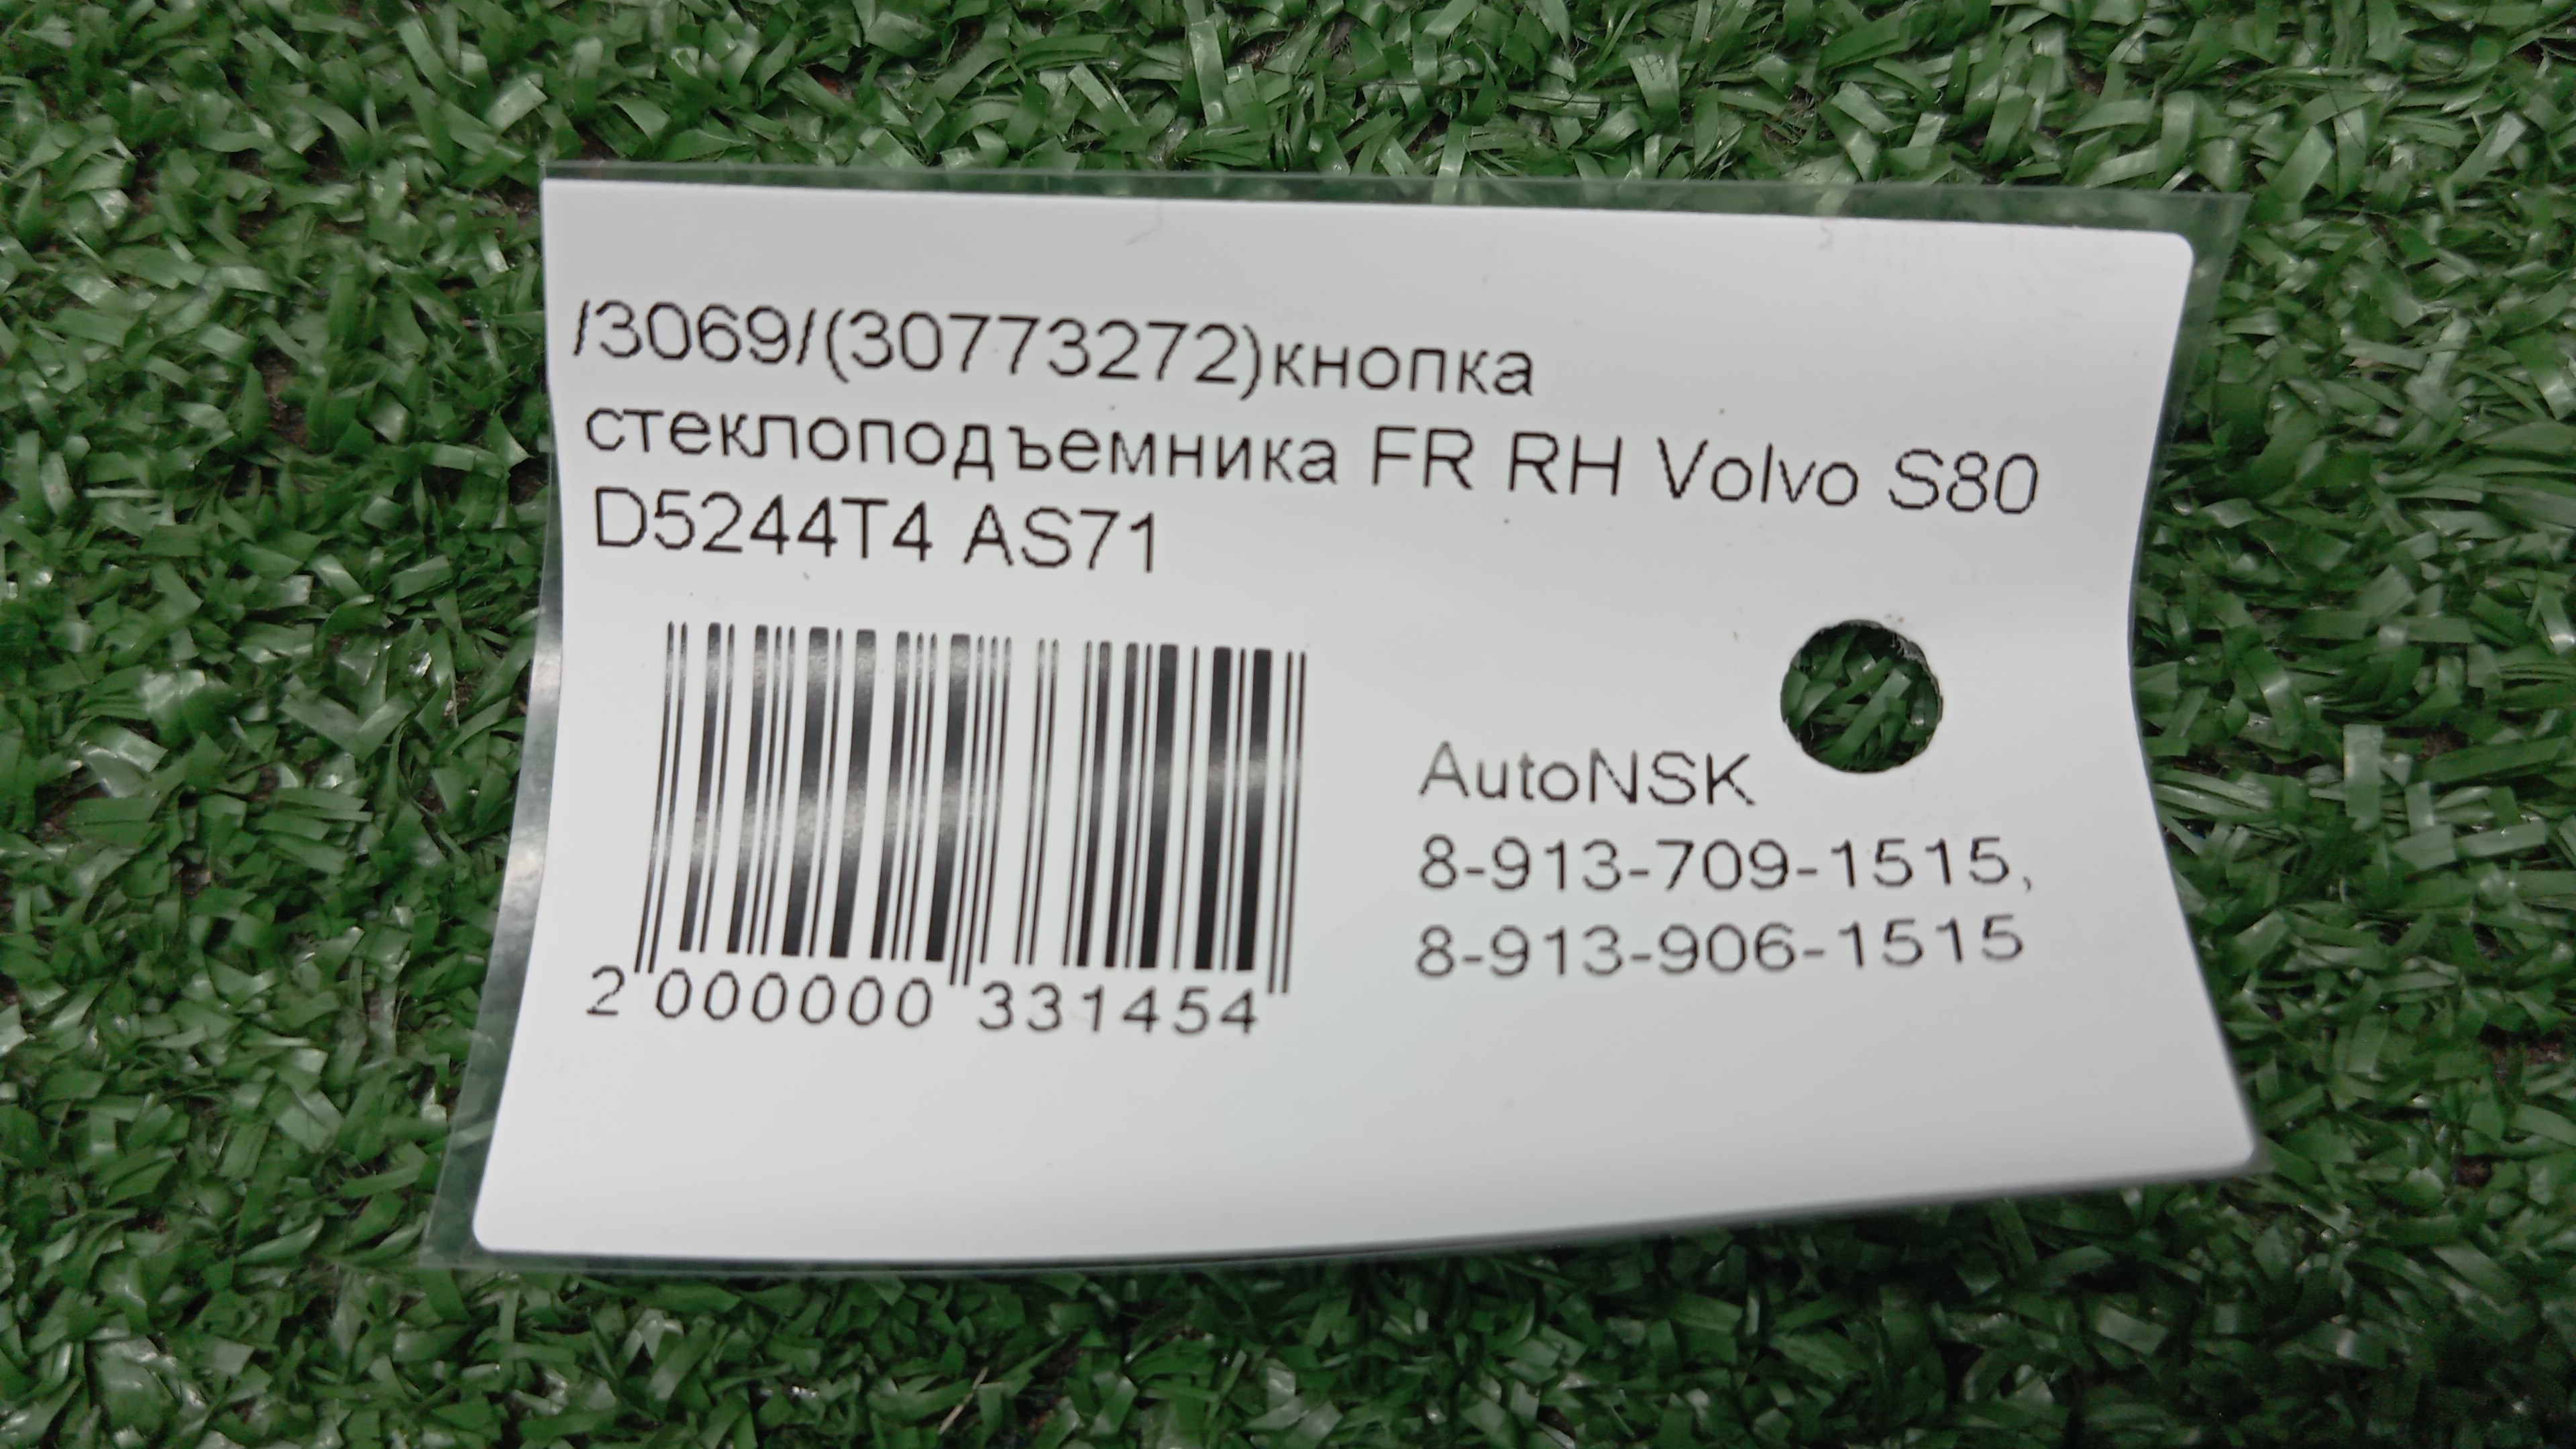 /3069/(30773272)кнопка
стеклоподъемника FR RH Volvo S80
D5244T4 AS71
AutoNSK
8-913-709-1515,
8-913-906-1515
2 000000 331454